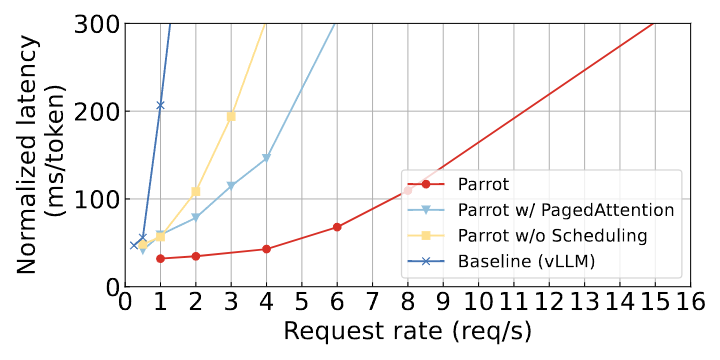 300
200
100
0
Normalized latency
(ms/token)
Parrot
Parrot w/ PagedAttention
Parrot w/o Scheduling
Baseline (vLLM)
0 1 2 3 4 5 6 7 8 9 10 11 12 13 14 15 16
Request rate (req/s)